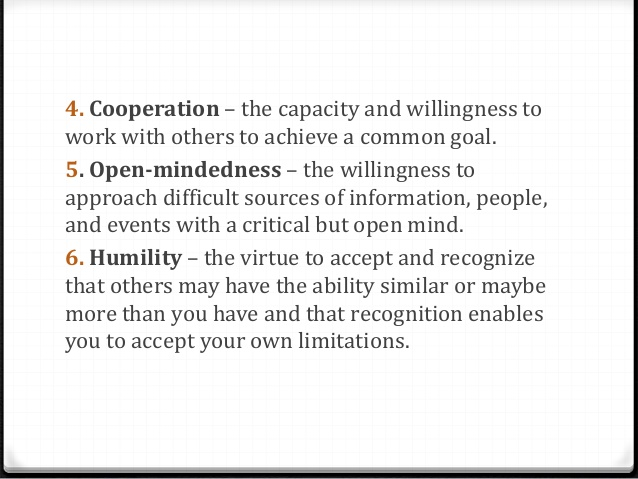 4. Cooperation – the capacity and willingness to
work with others to achieve a common goal.
5. Open-mindedness – the willingness to
approach difficult sources of information, people,
and events with a critical but open mind.
6. Humility – the virtue to accept and recognize
that others may have the ability similar or maybe
more than you have and that recognition enables
you to accept your own limitations.